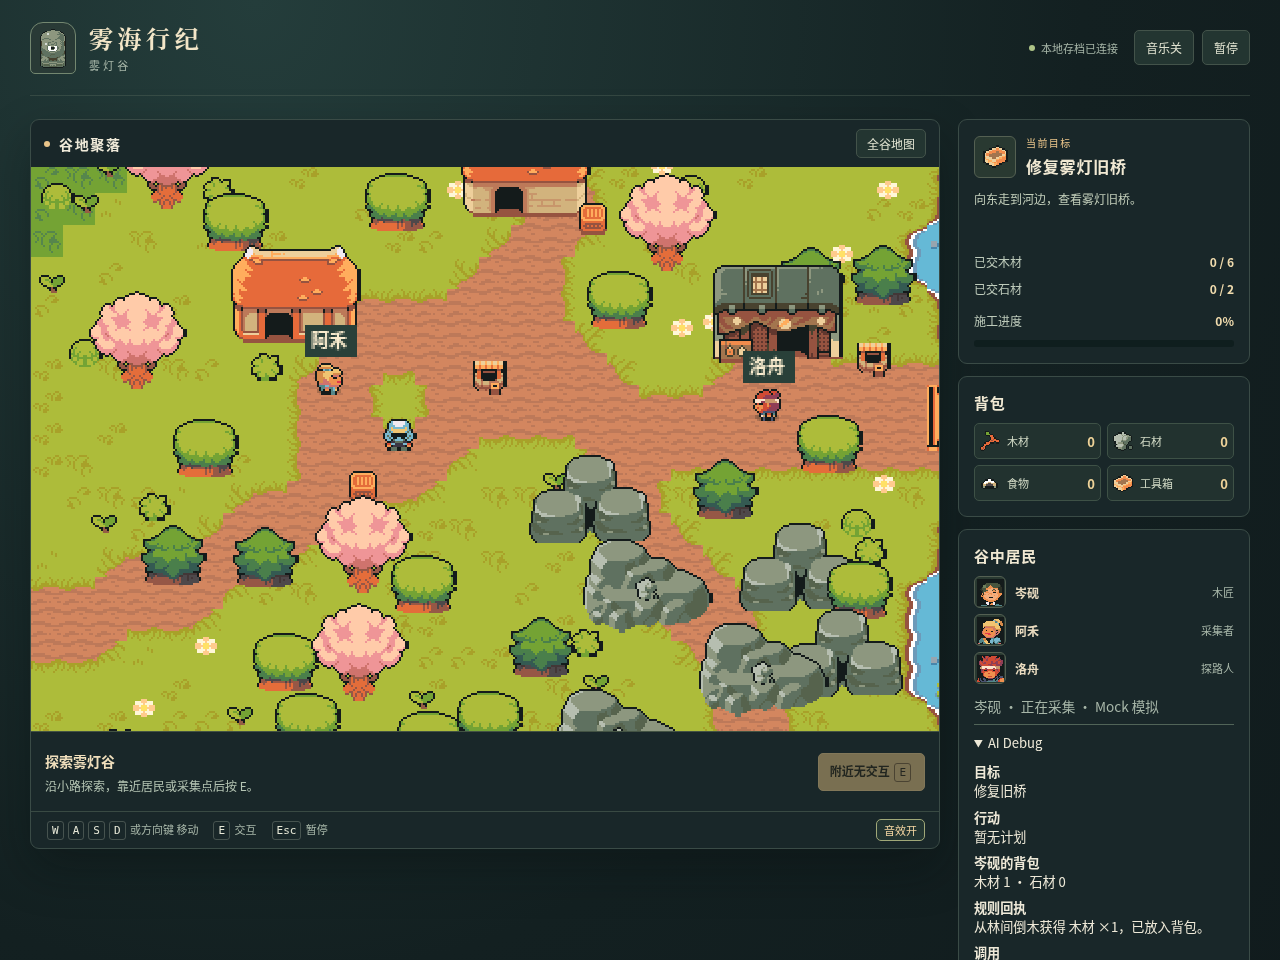 雾海行纪
雾灯谷
本地存档已连接
音乐关
暂停
谷地聚落
全谷地图
阿禾
洛舟
探索雾灯谷
沿小路探索，靠近居民或采集点后按 E。
附近无交互 E
W A S D 或方向键 移动 E 交互 Esc 暂停
音效开
当前目标
修复雾灯旧桥
向东走到河边，查看雾灯旧桥。
已交木材 0 / 6
已交石材 0 / 2
施工进度 0%
背包
木材 0
石材 0
食物 0
工具箱 0
谷中居民
岑砚 木匠
阿禾 采集者
洛舟 探路人
岑砚 · 正在采集 · Mock 模拟
▼ AI Debug
目标
修复旧桥
行动
暂无计划
岑砚的背包
木材 1 · 石材 0
规则回执
从林间倒木获得 木材 ×1，已放入背包。
调用